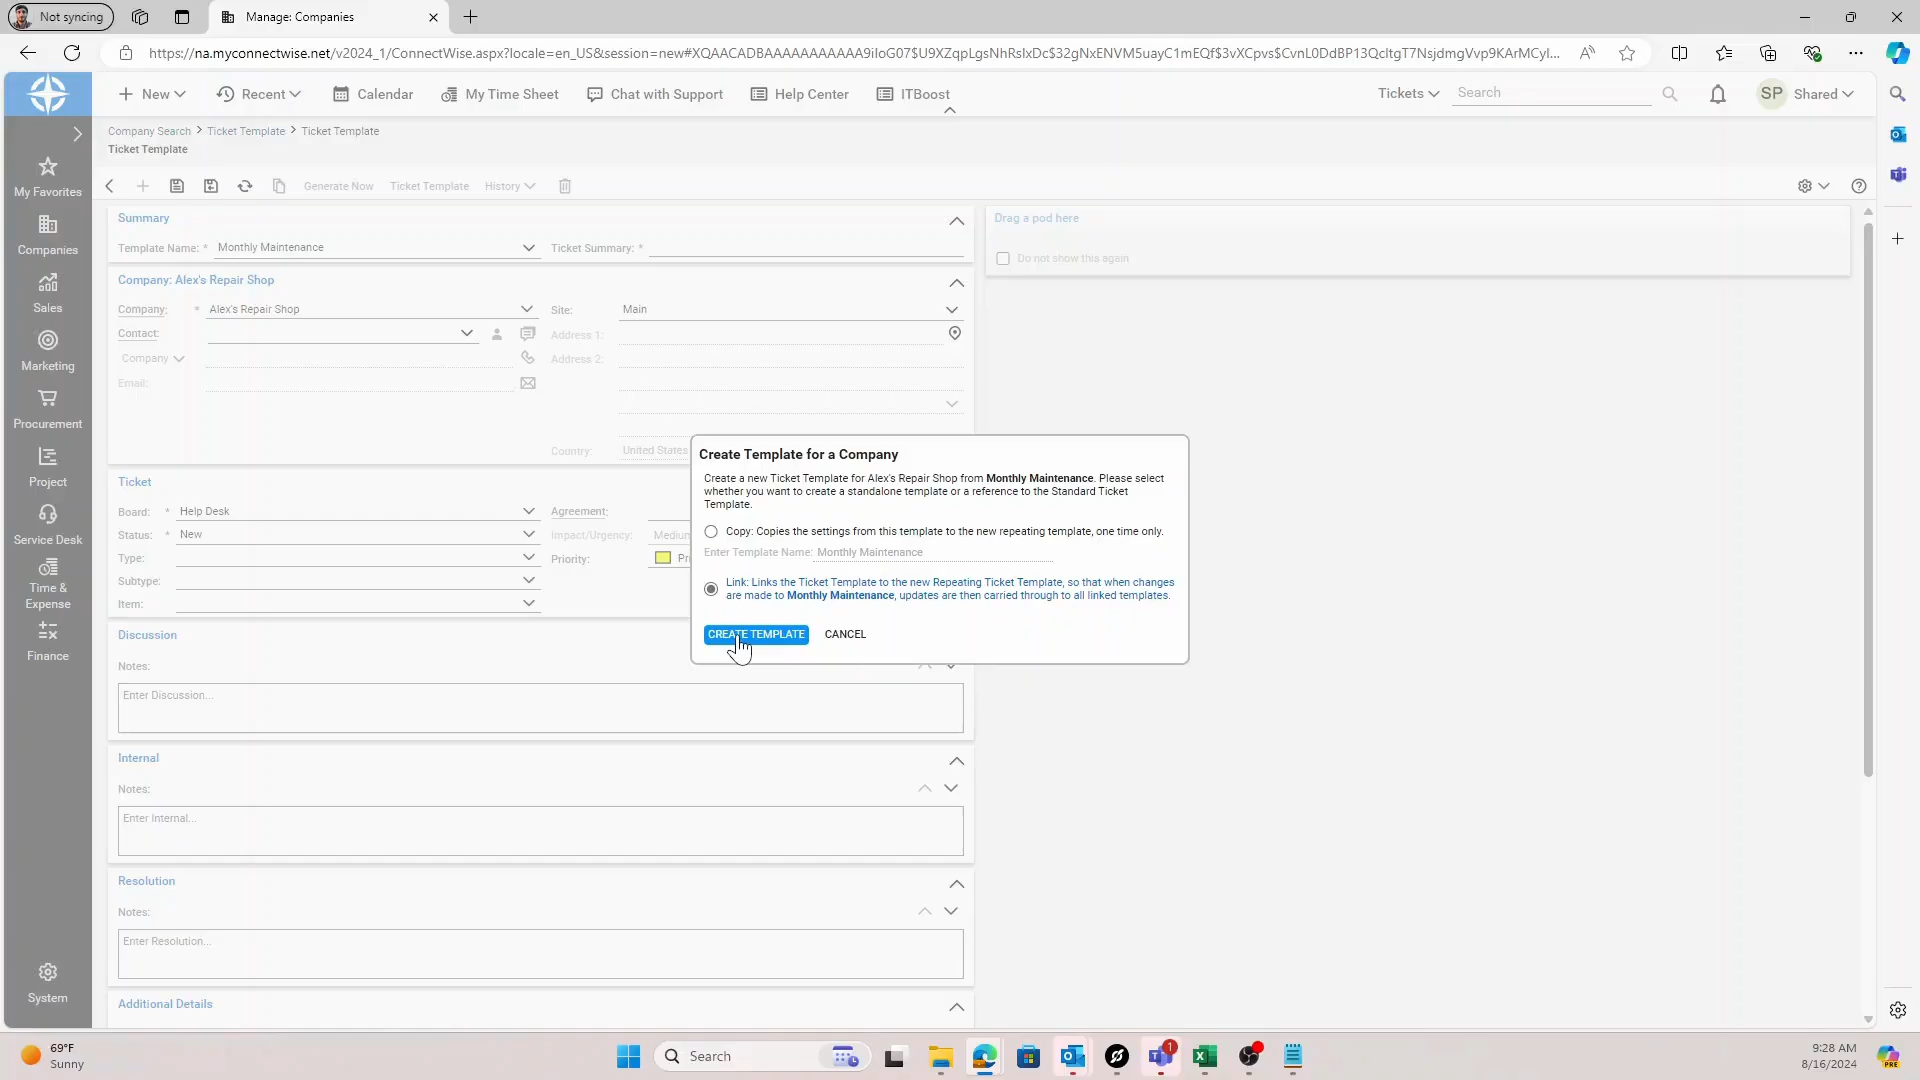 Not syncing
Manage: Companies
https://na.myconnectwise.net/v2024_1/ConnectWise.aspx?locale=en_US&session=new#XQAACADBAAAAAAAAAAA9iIoG07$U9XZqpLgsNhRsIxDc$32gNxENVM5uayC1mEQf$3vXCpvs$CvnL0DdBP13QcItgT7NsjdmgVvp9KArMCyl...
New
Recent
Calendar
My Time Sheet
Chat with Support
Help Center
ITBoost
Tickets
Search
SP
Shared
Company Search > Ticket Template > Ticket Template
Ticket Template
Generate Now
Ticket Template
History
My Favorites
Companies
Sales
Marketing
Procurement
Project
Service Desk
Time &
Expense
Finance
System
Summary
Template Name: * Monthly Maintenance
Ticket Summary: *
Drag a pod here
Do not show this again
Company: Alex's Repair Shop
Company: * Alex's Repair Shop
Site: Main
Contact:
Address 1:
Company
Address 2:
Email:
Country: United States
Ticket
Board: * Help Desk
Agreement:
Status: * New
Impact/Urgency:
Type:
Priority:
Subtype:
Item:
Create Template for a Company
Create a new Ticket Template for Alex's Repair Shop from Monthly Maintenance. Please select
whether you want to create a standalone template or a reference to the Standard Ticket
Template.
Copy: Copies the settings from this template to the new repeating template, one time only.
Enter Template Name: Monthly Maintenance
Link: Links the Ticket Template to the new Repeating Ticket Template, so that when changes
are made to Monthly Maintenance, updates are then carried through to all linked templates.
CREATE TEMPLATE
CANCEL
Discussion
Notes:
Enter Discussion...
Internal
Notes:
Enter Internal...
Resolution
Notes:
Enter Resolution...
Additional Details
69°F
Sunny
Search
1
9:28 AM
8/16/2024
PRE